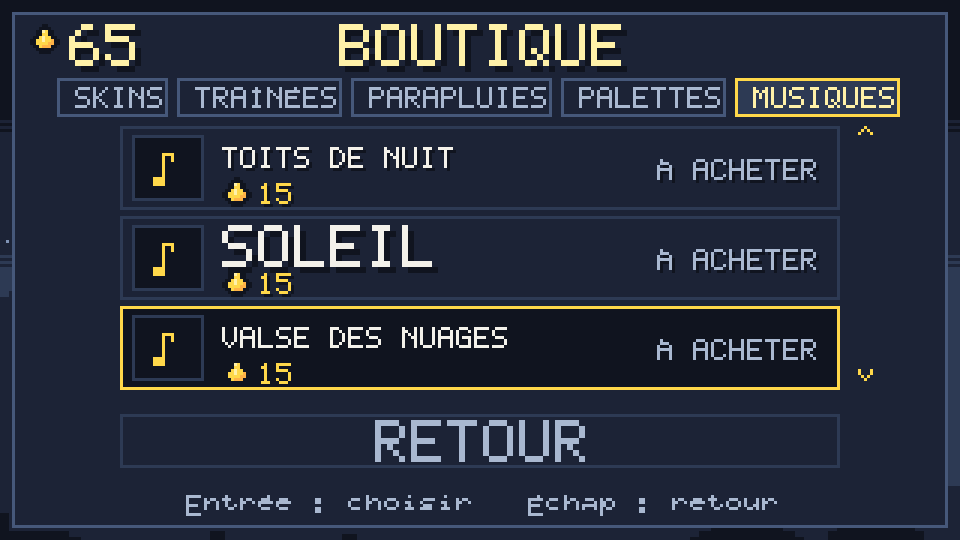 65 BOUTIQUE
SKINS TRAîNéES PARAPLUIES PALETTES MUSIQUES
TOITS DE NUIT
15
À ACHETER
SOLEIL
15
À ACHETER
VALSE DES NUAGES
15
À ACHETER
RETOUR
Entrée : choisir Échap : retour